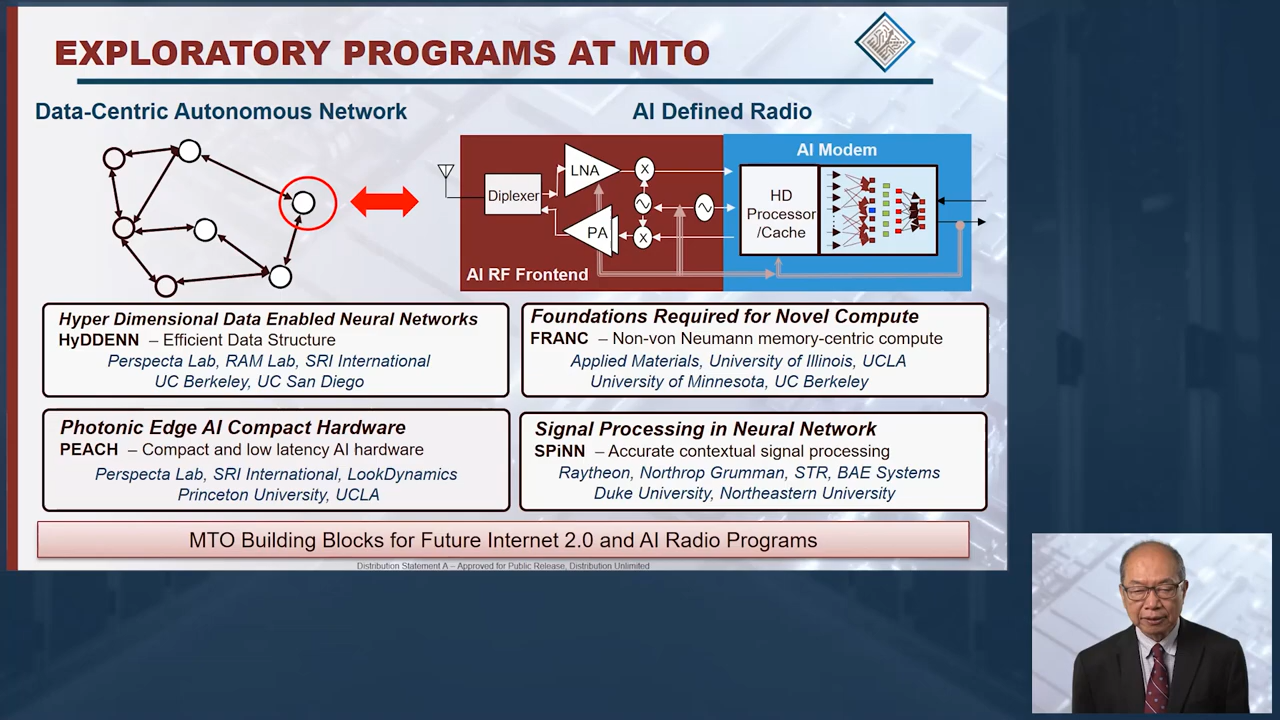 EXPLORATORY PROGRAMS AT MTO
Data-Centric Autonomous Network
AI Defined Radio
AI Modem
LNA
X
Diplexer
HD
Processor
/Cache
PA
X
AI RF Frontend
Hyper Dimensional Data Enabled Neural Networks
HyDDENN – Efficient Data Structure
Perspecta Lab, RAM Lab, SRI International
UC Berkeley, UC San Diego
Foundations Required for Novel Compute
FRANC – Non-von Neumann memory-centric compute
Applied Materials, University of Illinois, UCLA
University of Minnesota, UC Berkeley
Photonic Edge AI Compact Hardware
PEACH – Compact and low latency AI hardware
Perspecta Lab, SRI International, LookDynamics
Princeton University, UCLA
Signal Processing in Neural Network
SPiNN – Accurate contextual signal processing
Raytheon, Northrop Grumman, STR, BAE Systems
Duke University, Northeastern University
MTO Building Blocks for Future Internet 2.0 and AI Radio Programs
Distribution Statement A – Approved for Public Release, Distribution Unlimited